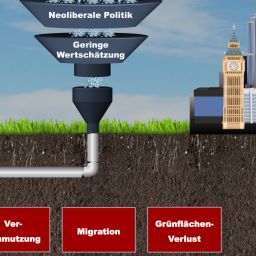 Neoliberale Politik
Geringe
Wertschätzung
Ver-
mutzung
Migration
Grünflächen-
Verlust